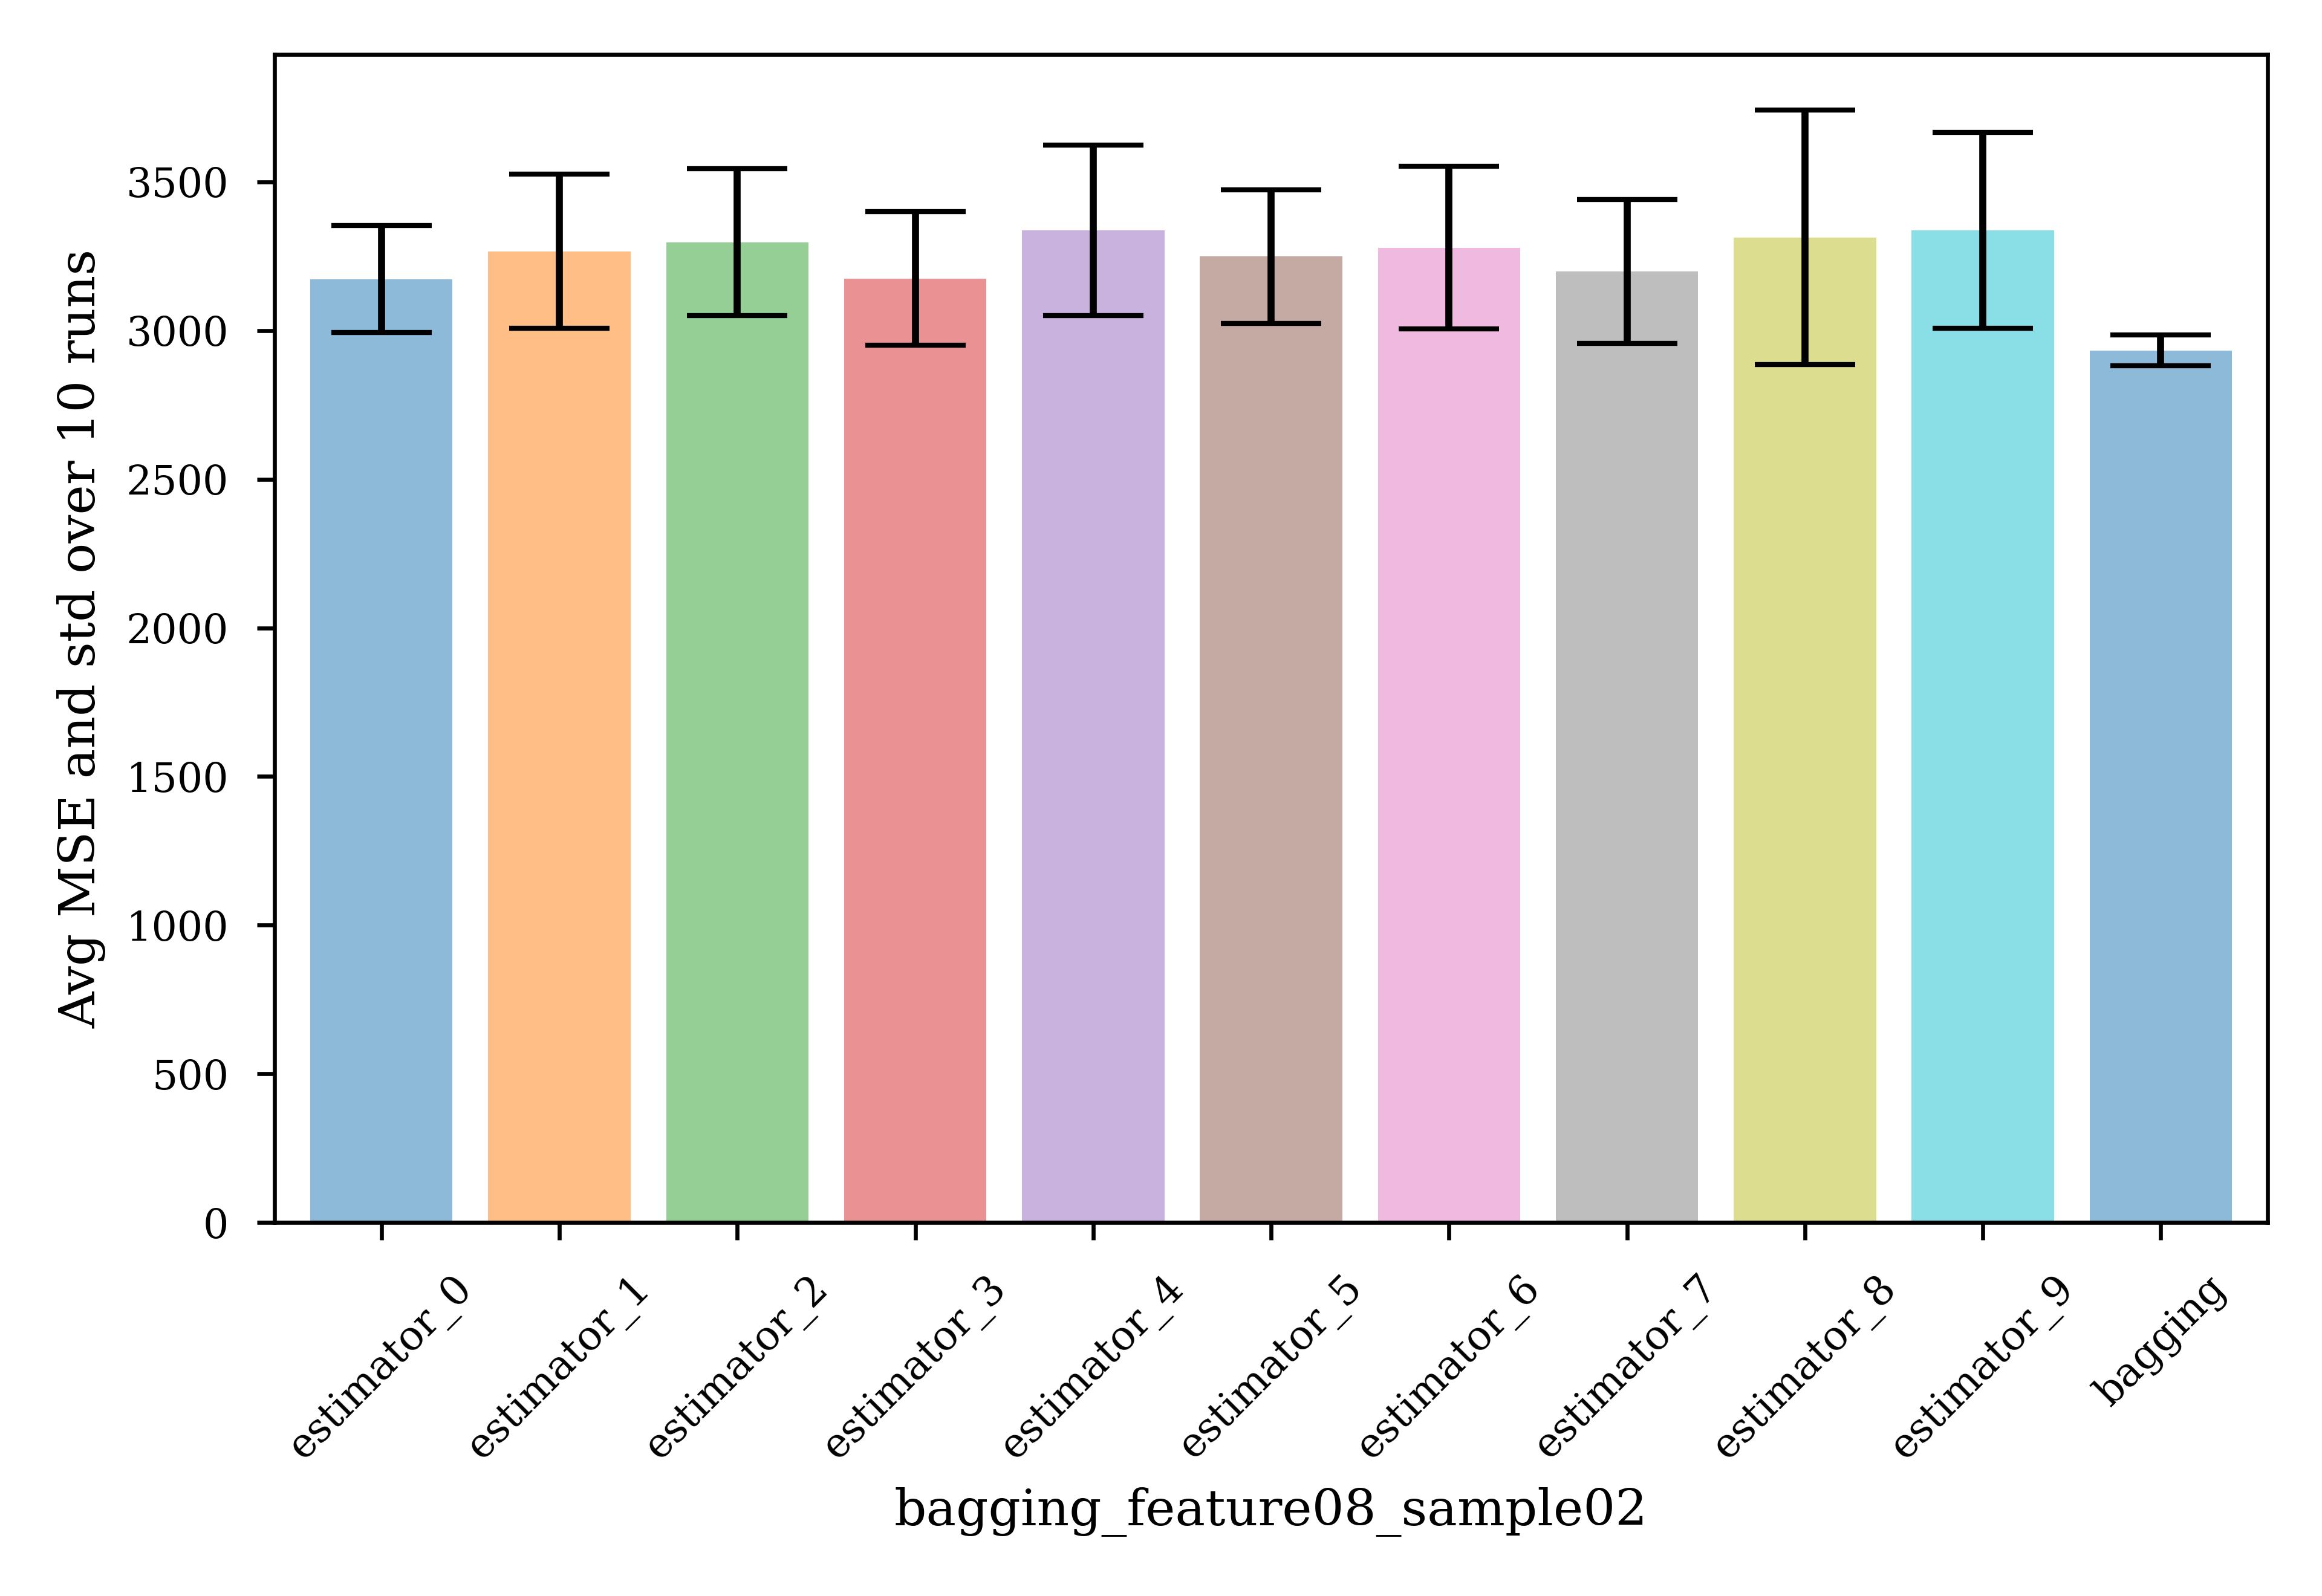 Avg MSE and std over 10 runs
3500
3000
2500
2000
1500
1000
500
0
estimator_0
estimator_1
estimator_2
estimator_3
estimator_4
estimator_5
estimator_6
estimator_7
estimator_8
estimator_9
bagging
bagging_feature08_sample02